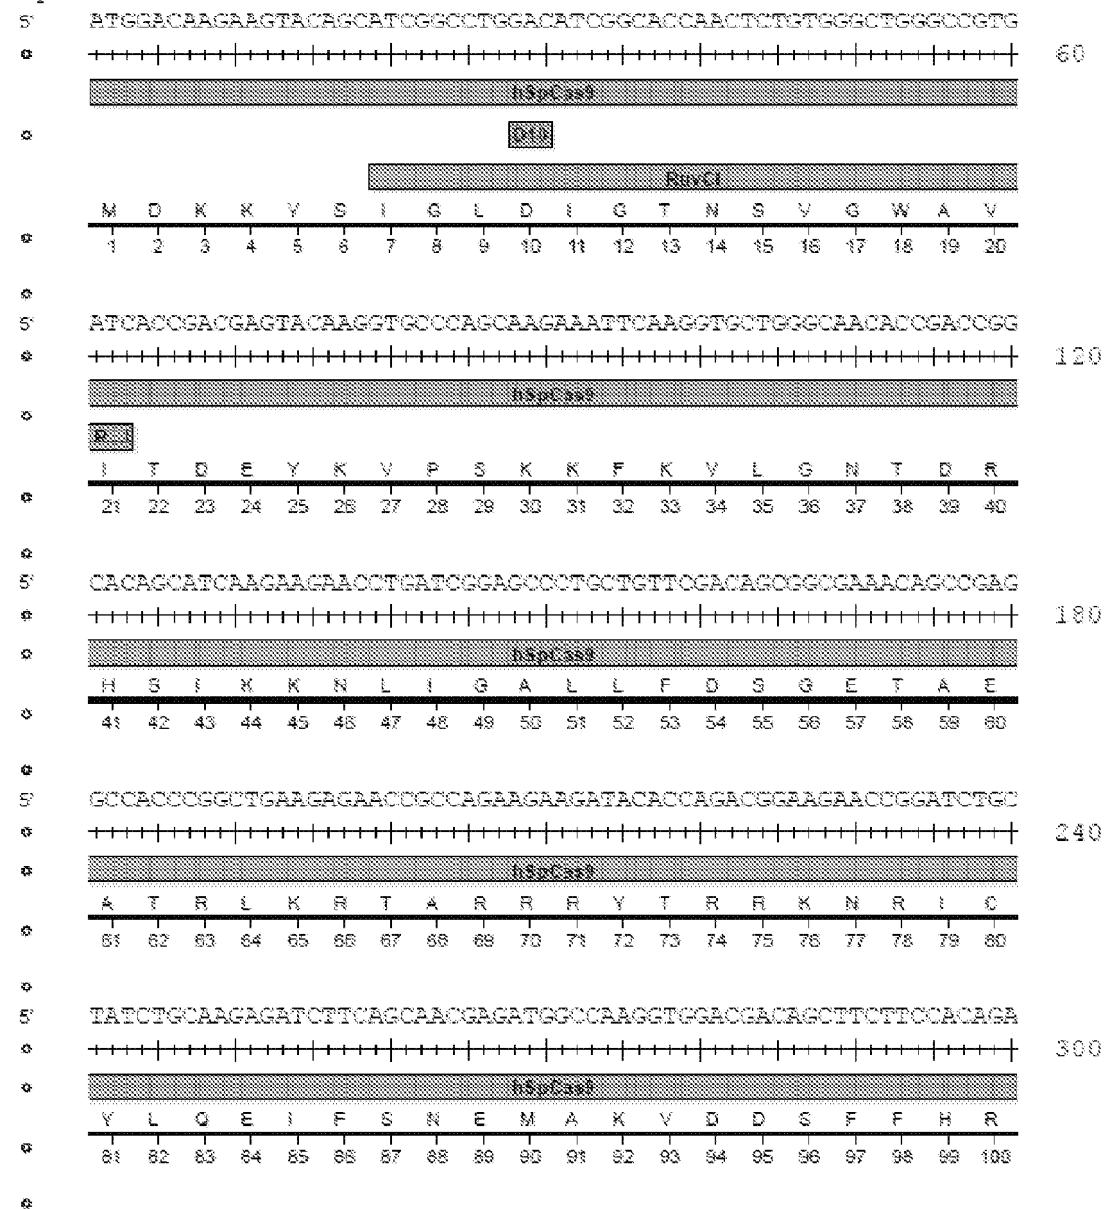 5' ATGGACAAGAAGTACAGCATCGGCCTGGACATCGGCACCAACTCTGTGGGCTGGGCCGTG
60
hSpCas9
D10
RuvCI
M D K K Y S I G L D I G T N S V G W A V
1 2 3 4 5 6 7 8 9 10 11 12 13 14 15 16 17 18 19 20
5' ATCACCGACGAGTACAAGGTGCCCAGCAAGAAATTCAAGGTGCTGGGCAACACCGACCGG
120
hSpCas9
I T D E Y K V P S K K F K V L G N T D R
21 22 23 24 25 26 27 28 29 30 31 32 33 34 35 36 37 38 39 40
5' CACAGCATCAAGAAGAACCTGATCGGAGCCCTGCTGTTCGACAGCGGCGAAACAGCCGAG
180
hSpCas9
H S I K K N L I G A L L F D S G E T A E
41 42 43 44 45 46 47 48 49 50 51 52 53 54 55 56 57 58 59 60
5' GCCACCCGGCTGAAGAGAACCGCCAGAAGAAGATACACCAGACGGAAGAACCGGATCTGC
240
hSpCas9
A T R L K R T A R R R Y T R R K N R I C
61 62 63 64 65 66 67 68 69 70 71 72 73 74 75 76 77 78 79 80
5' TATCTGCAAGAGATCTTCAGCAACGAGATGGCCAAGGTGGACGACAGCTTCTTCCACAGA
300
hSpCas9
Y L Q E I F S N E M A K V D D S F F H R
81 82 83 84 85 86 87 88 89 90 91 92 93 94 95 96 97 98 99 100